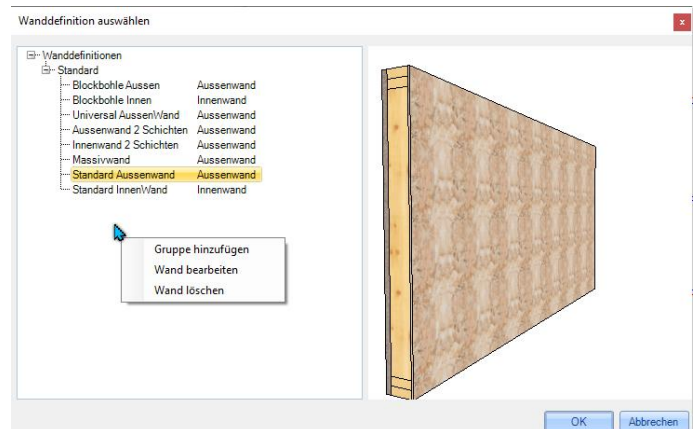 Wanddefinition auswählen
x
Wanddefinitionen
Standard
Blockbohle Aussen Aussenwand
Blockbohle Innen Innenwand
Universal AussenWand Aussenwand
Aussenwand 2 Schichten Aussenwand
Innenwand 2 Schichten Aussenwand
Massivwand Aussenwand
Standard Aussenwand Aussenwand
Standard InnenWand Innenwand
Gruppe hinzufügen
Wand bearbeiten
Wand löschen
OK Abbrechen